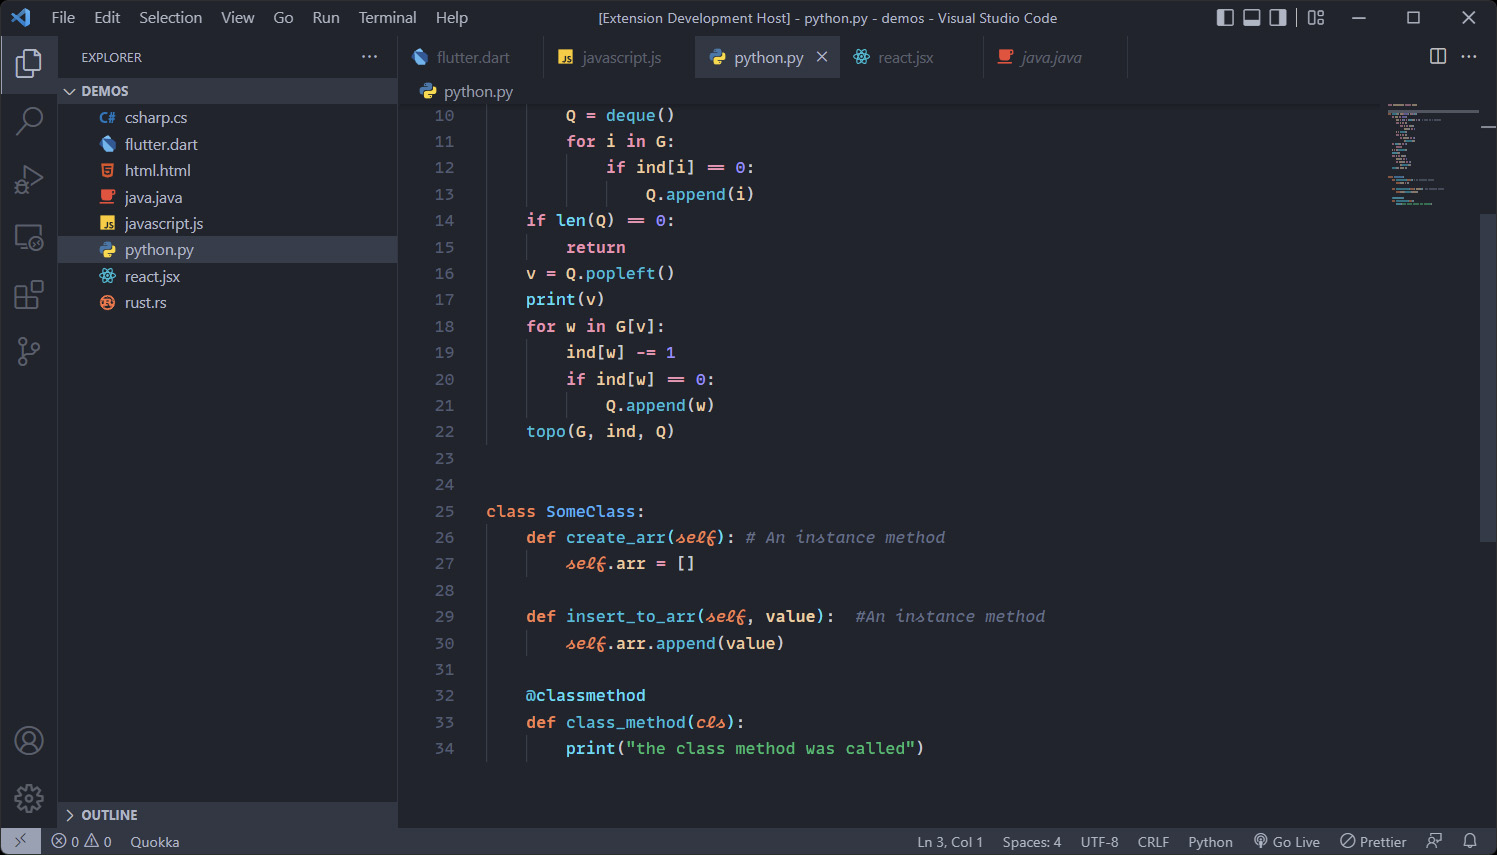 File Edit Selection View Go Run Terminal Help [Extension Development Host] - python.py - demos - Visual Studio Code
EXPLORER
DEMOS
C# csharp.cs
flutter.dart
html.html
java.java
JS javascript.js
python.py
react.jsx
rust.rs
OUTLINE
flutter.dart JS javascript.js python.py react.jsx java.java
python.py
10 Q = deque()
11 for i in G:
12 if ind[i] == 0:
13 Q.append(i)
14 if len(Q) == 0:
15 return
16 v = Q.popleft()
17 print(v)
18 for w in G[v]:
19 ind[w] -= 1
20 if ind[w] == 0:
21 Q.append(w)
22 topo(G, ind, Q)
23
24
25 class SomeClass:
26 def create_arr(self): # An instance method
27 self.arr = []
28
29 def insert_to_arr(self, value):  #An instance method
30 self.arr.append(value)
31
32 @classmethod
33 def class_method(cls):
34 print("the class method was called")
0 0 Quokka Ln 3, Col 1 Spaces: 4 UTF-8 CRLF Python Go Live Prettier